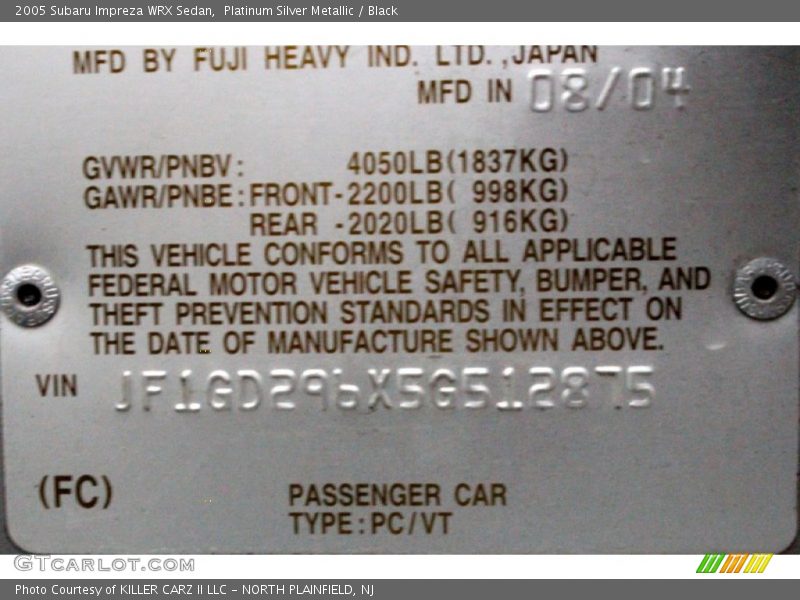 2005 Subaru Impreza WRX Sedan,  Platinum Silver Metallic / Black
MFD BY FUJI HEAVY IND. LTD. ,JAPAN
MFD IN 08/04
GVWR/PNBV: 4050LB(1837KG)
GAWR/PNBE:FRONT-2200LB( 998KG)
REAR -2020LB( 916KG)
THIS VEHICLE CONFORMS TO ALL APPLICABLE
FEDERAL MOTOR VEHICLE SAFETY, BUMPER, AND
THEFT PREVENTION STANDARDS IN EFFECT ON
THE DATE OF MANUFACTURE SHOWN ABOVE.
VIN JF1GD296X5G512875
(FC) PASSENGER CAR
TYPE:PC/VT
GTCARLOT.COM
Photo Courtesy of KILLER CARZ II LLC - NORTH PLAINFIELD, NJ